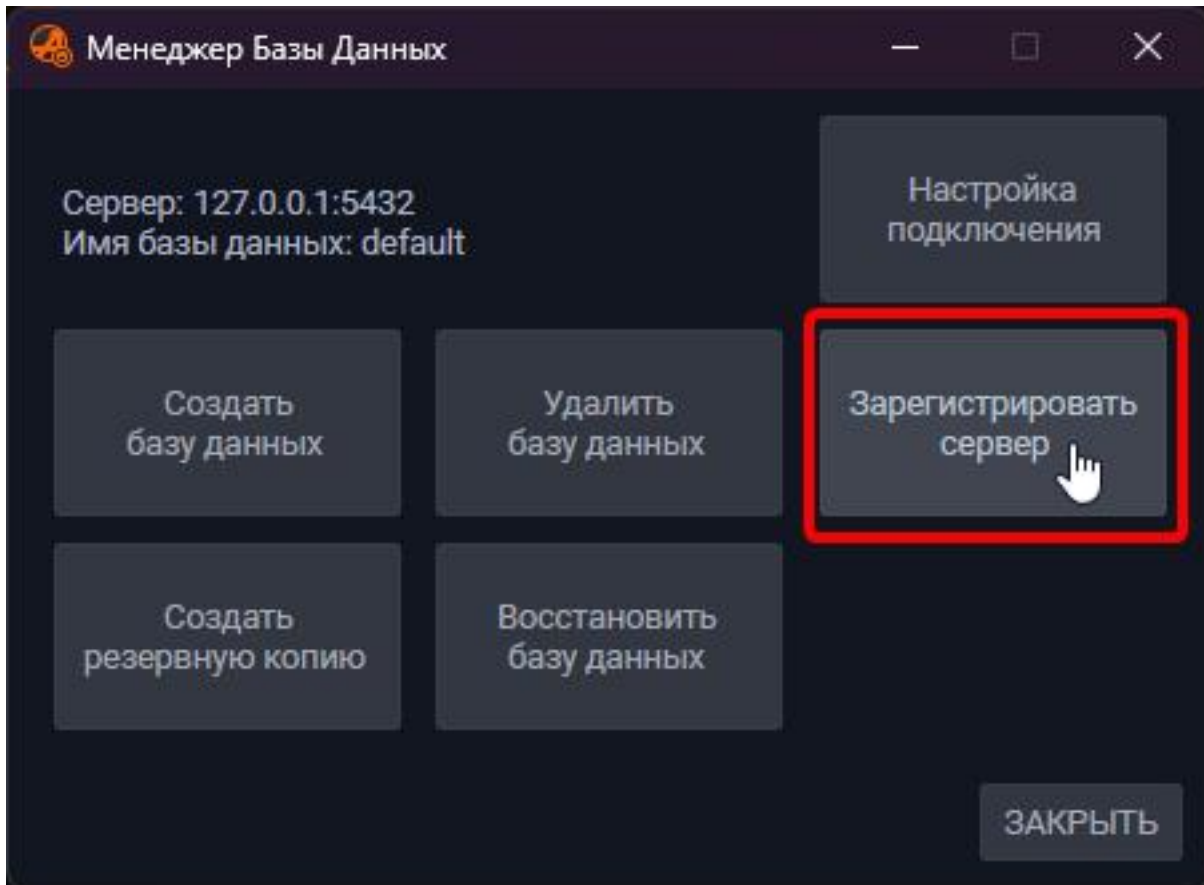 Менеджер Базы Данных
Сервер: 127.0.0.1:5432
Имя базы данных: default
Настройка
подключения
Создать
базу данных
Удалить
базу данных
Зарегистрировать
сервер
Создать
резервную копию
Восстановить
базу данных
ЗАКРЫТЬ